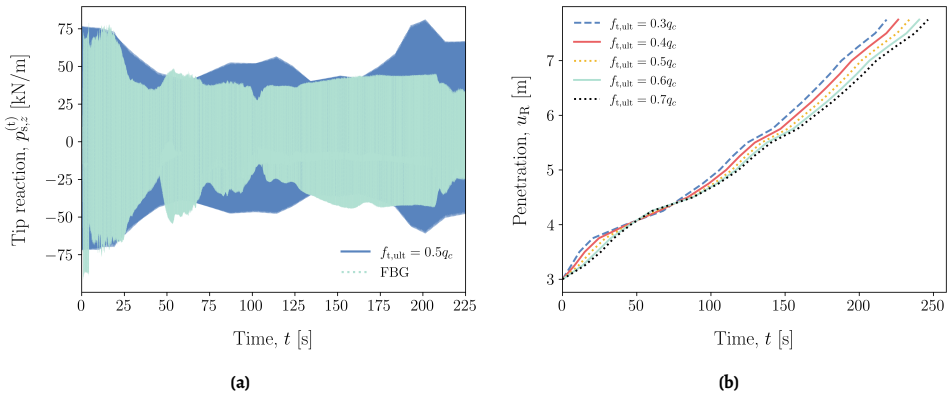 75
50
25
0
−25
−50
−75
Tip reaction, p_{s,z}^{(t)} [kN/m]
f_{t,ult} = 0.5q_c
FBG
0 25 50 75 100 125 150 175 200 225
Time, t [s]
(a)
7
6
5
4
3
Penetration, u_R [m]
f_{t,ult} = 0.3q_c
f_{t,ult} = 0.4q_c
f_{t,ult} = 0.5q_c
f_{t,ult} = 0.6q_c
f_{t,ult} = 0.7q_c
0 50 100 150 200 250
Time, t [s]
(b)